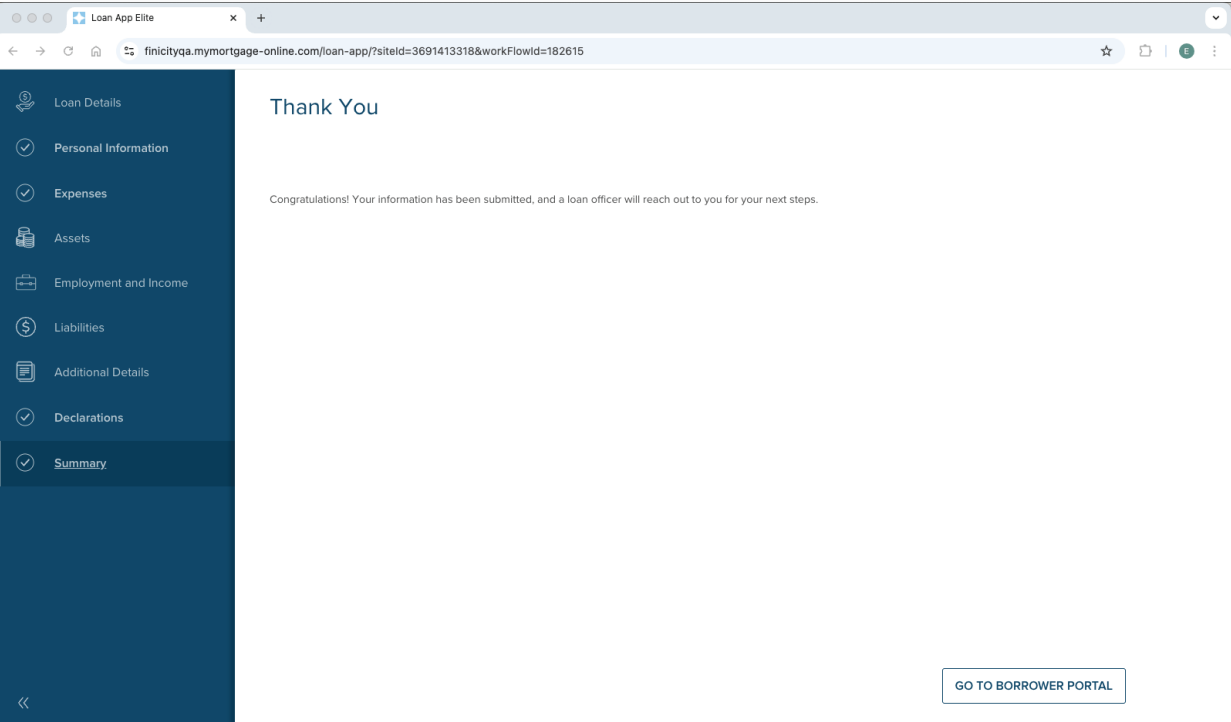 Loan App Elite
finicityqa.mymortgage-online.com/loan-app/?siteId=3691413318&workFlowId=182615
E
Loan Details
Personal Information
Expenses
Assets
Employment and Income
Liabilities
Additional Details
Declarations
Summary
Thank You
Congratulations! Your information has been submitted, and a loan officer will reach out to you for your next steps.
GO TO BORROWER PORTAL